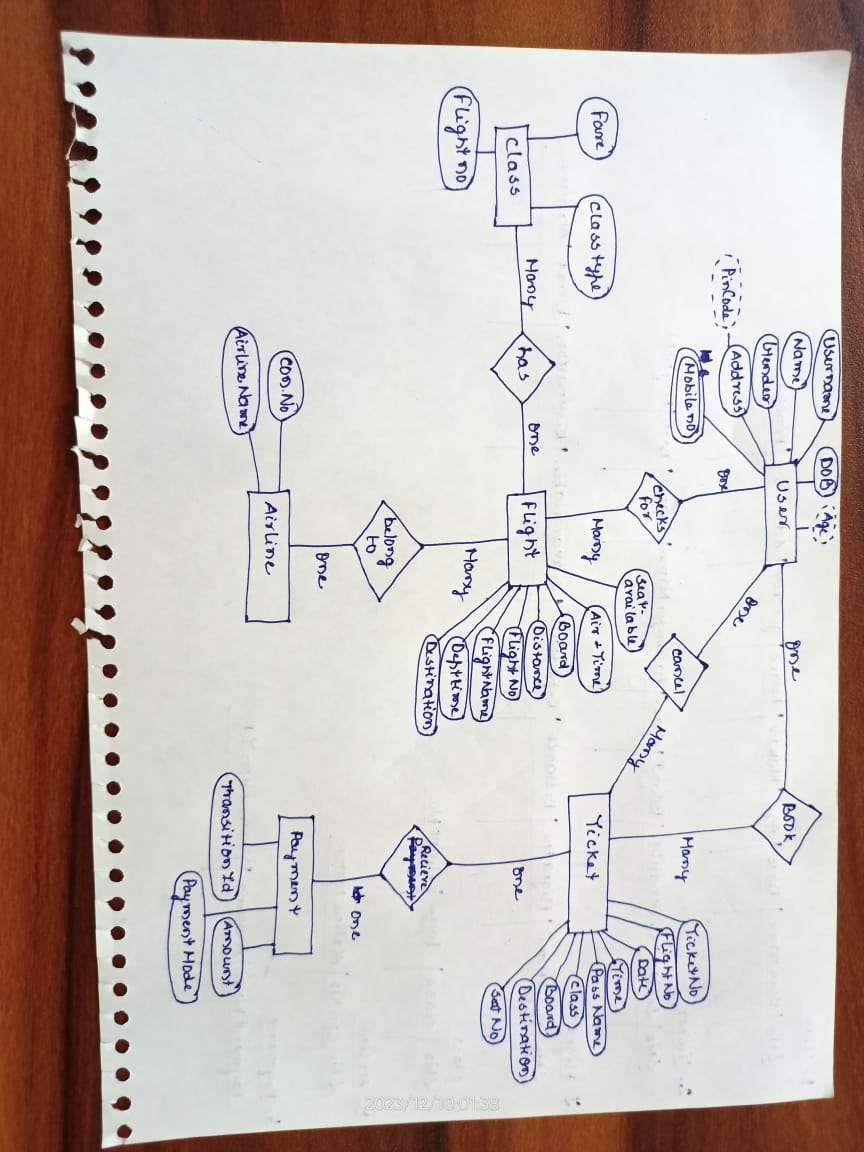 Username
Name
Gender
Address
(PinCode)
Mobile no
DOB
(Age)
User
one
one
one
Book
Many
checks
for
Many
cancel
Many
Fare
Class type
Class
Flight no
Many
has
one
Flight
seat-
available
Air-Time
Board
Distance
Flight No
Flight Name
Dept time
Destination
Many
belong
to
one
Airline
con.No
Airline Name
Ticket
Ticket No
Flight No
Date
Time
Pass Name
Class
Board
Destination
Seat No
one
Recieve
one
Payment
Transition Id
Amount
Payment Mode
2023/12/10 01:38